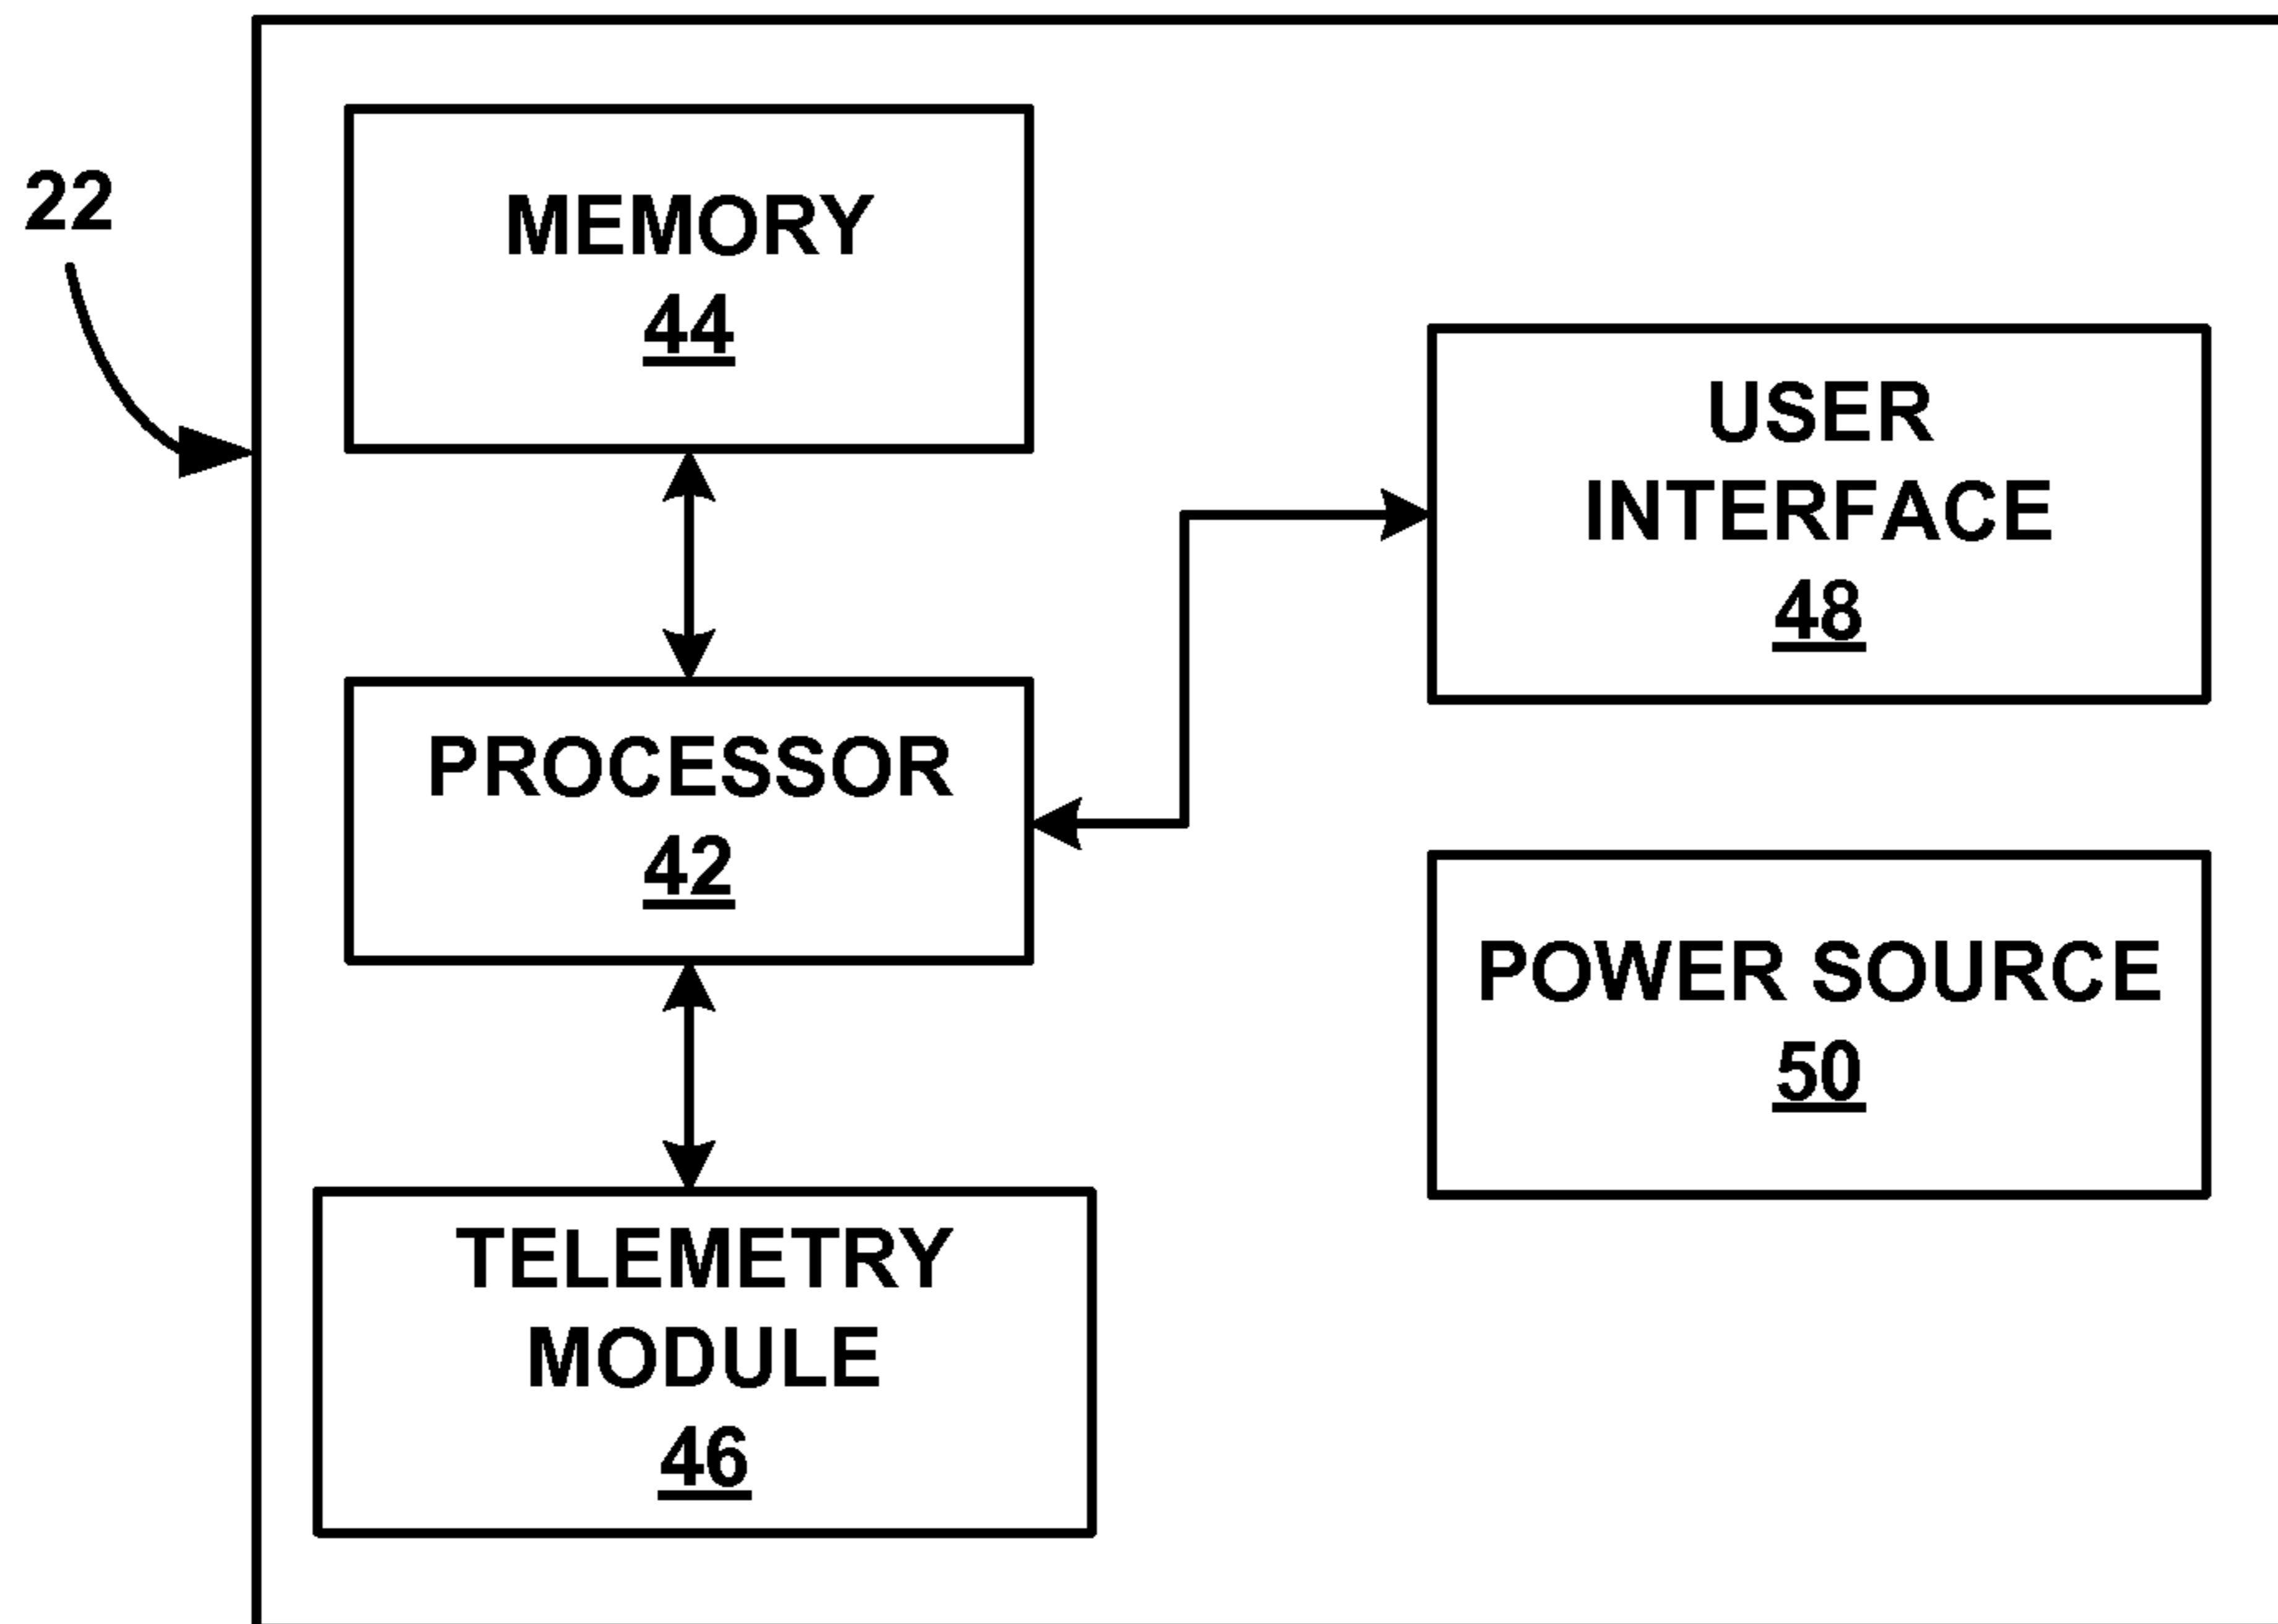 22
MEMORY
44
USER
INTERFACE
48
PROCESSOR
42
POWER SOURCE
50
TELEMETRY
MODULE
46